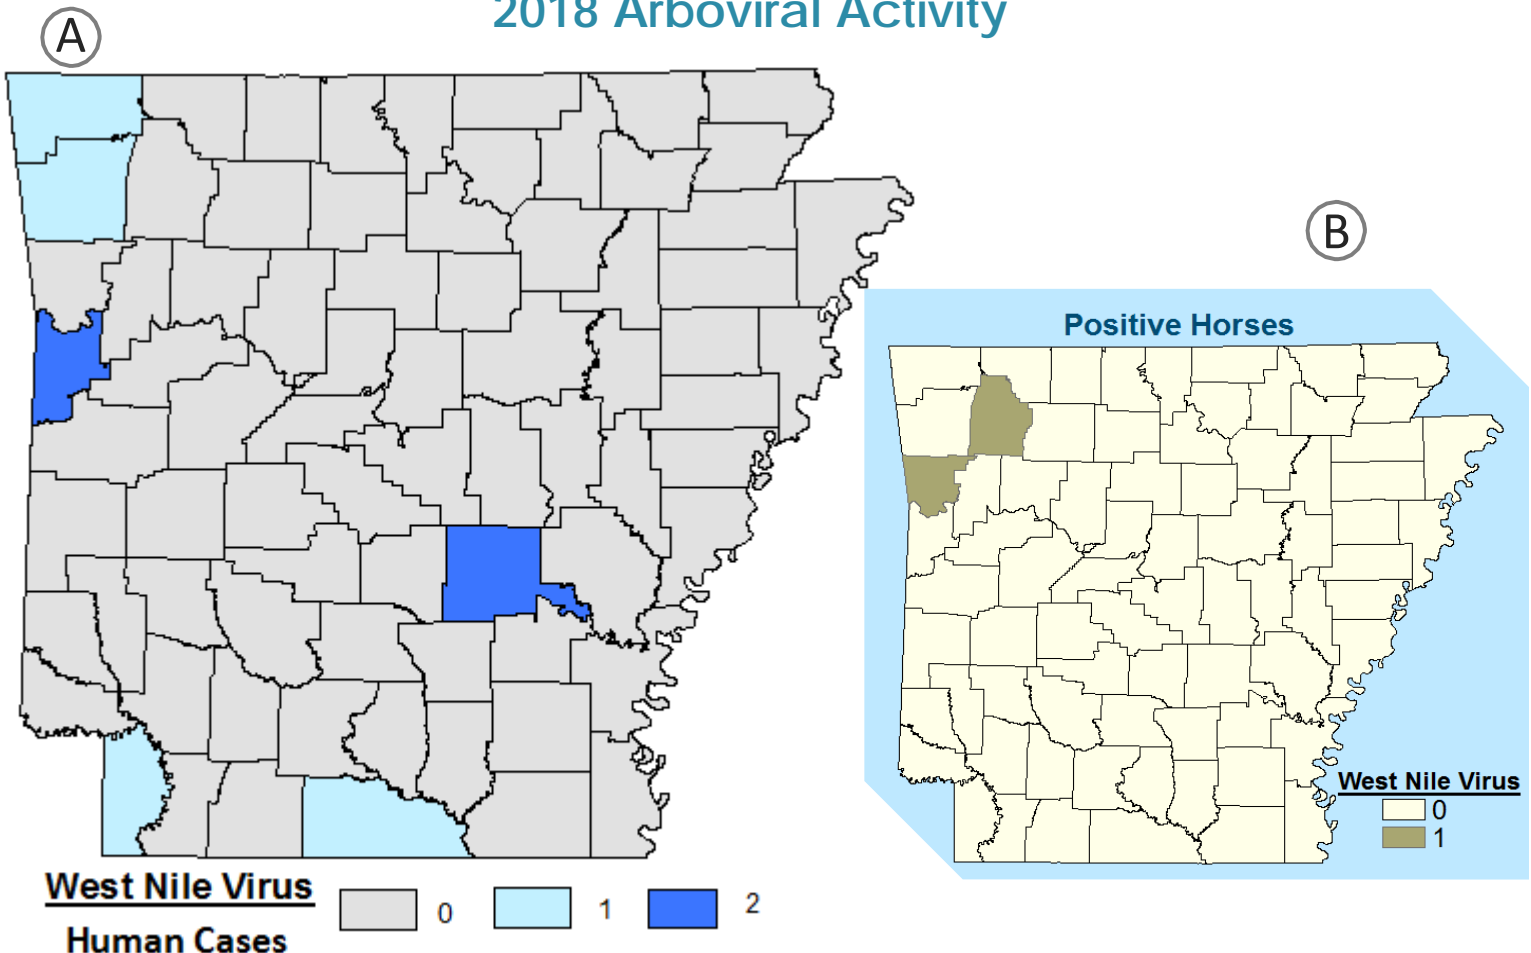 2018 Arboviral Activity
A
B
Positive Horses
West Nile Virus
0
1
West Nile Virus
Human Cases
0
1
2